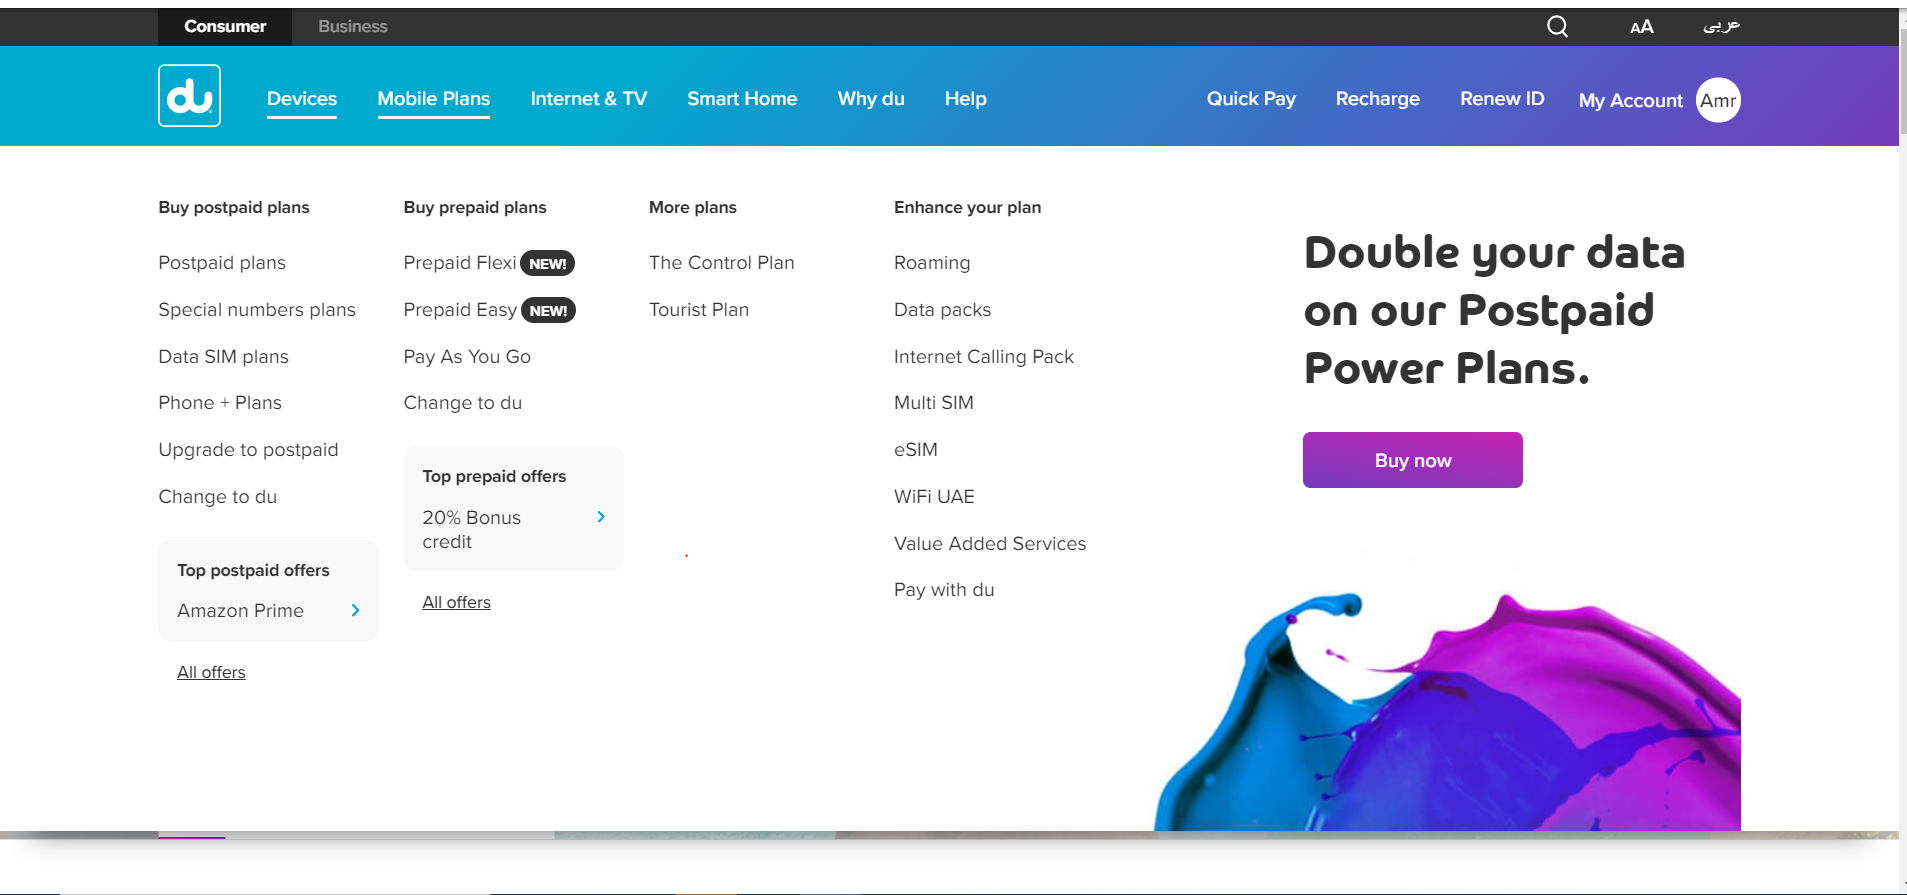 Consumer
Business
AA
عربي
du
Devices
Mobile Plans
Internet & TV
Smart Home
Why du
Help
Quick Pay
Recharge
Renew ID
My Account
Amr
Buy postpaid plans
Postpaid plans
Special numbers plans
Data SIM plans
Phone + Plans
Upgrade to postpaid
Change to du
Top postpaid offers
Amazon Prime
All offers
Buy prepaid plans
Prepaid Flexi NEW!
Prepaid Easy NEW!
Pay As You Go
Change to du
Top prepaid offers
20% Bonus
credit
All offers
More plans
The Control Plan
Tourist Plan
Enhance your plan
Roaming
Data packs
Internet Calling Pack
Multi SIM
eSIM
WiFi UAE
Value Added Services
Pay with du
Double your data
on our Postpaid
Power Plans.
Buy now